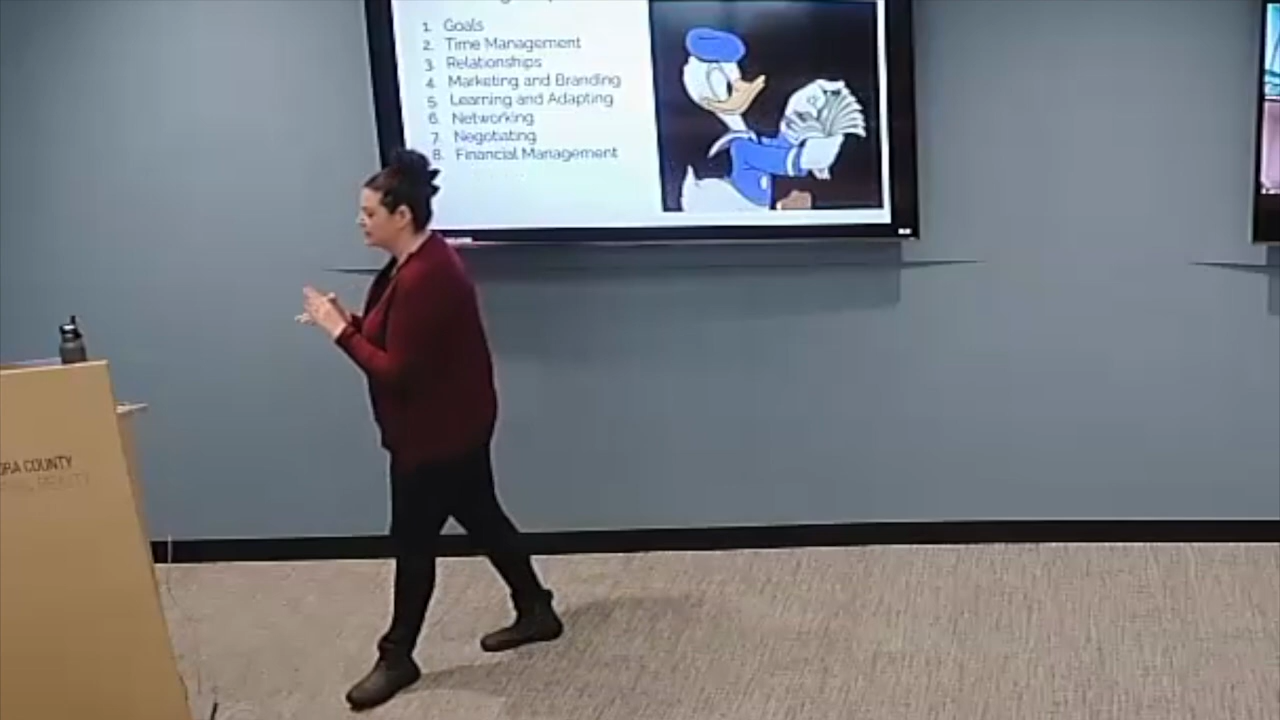 1. Goals
2. Time Management
3. Relationships
4. Marketing and Branding
5. Learning and Adapting
6. Networking
7. Negotiating
8. Financial Management
ORA COUNTY
REALTY